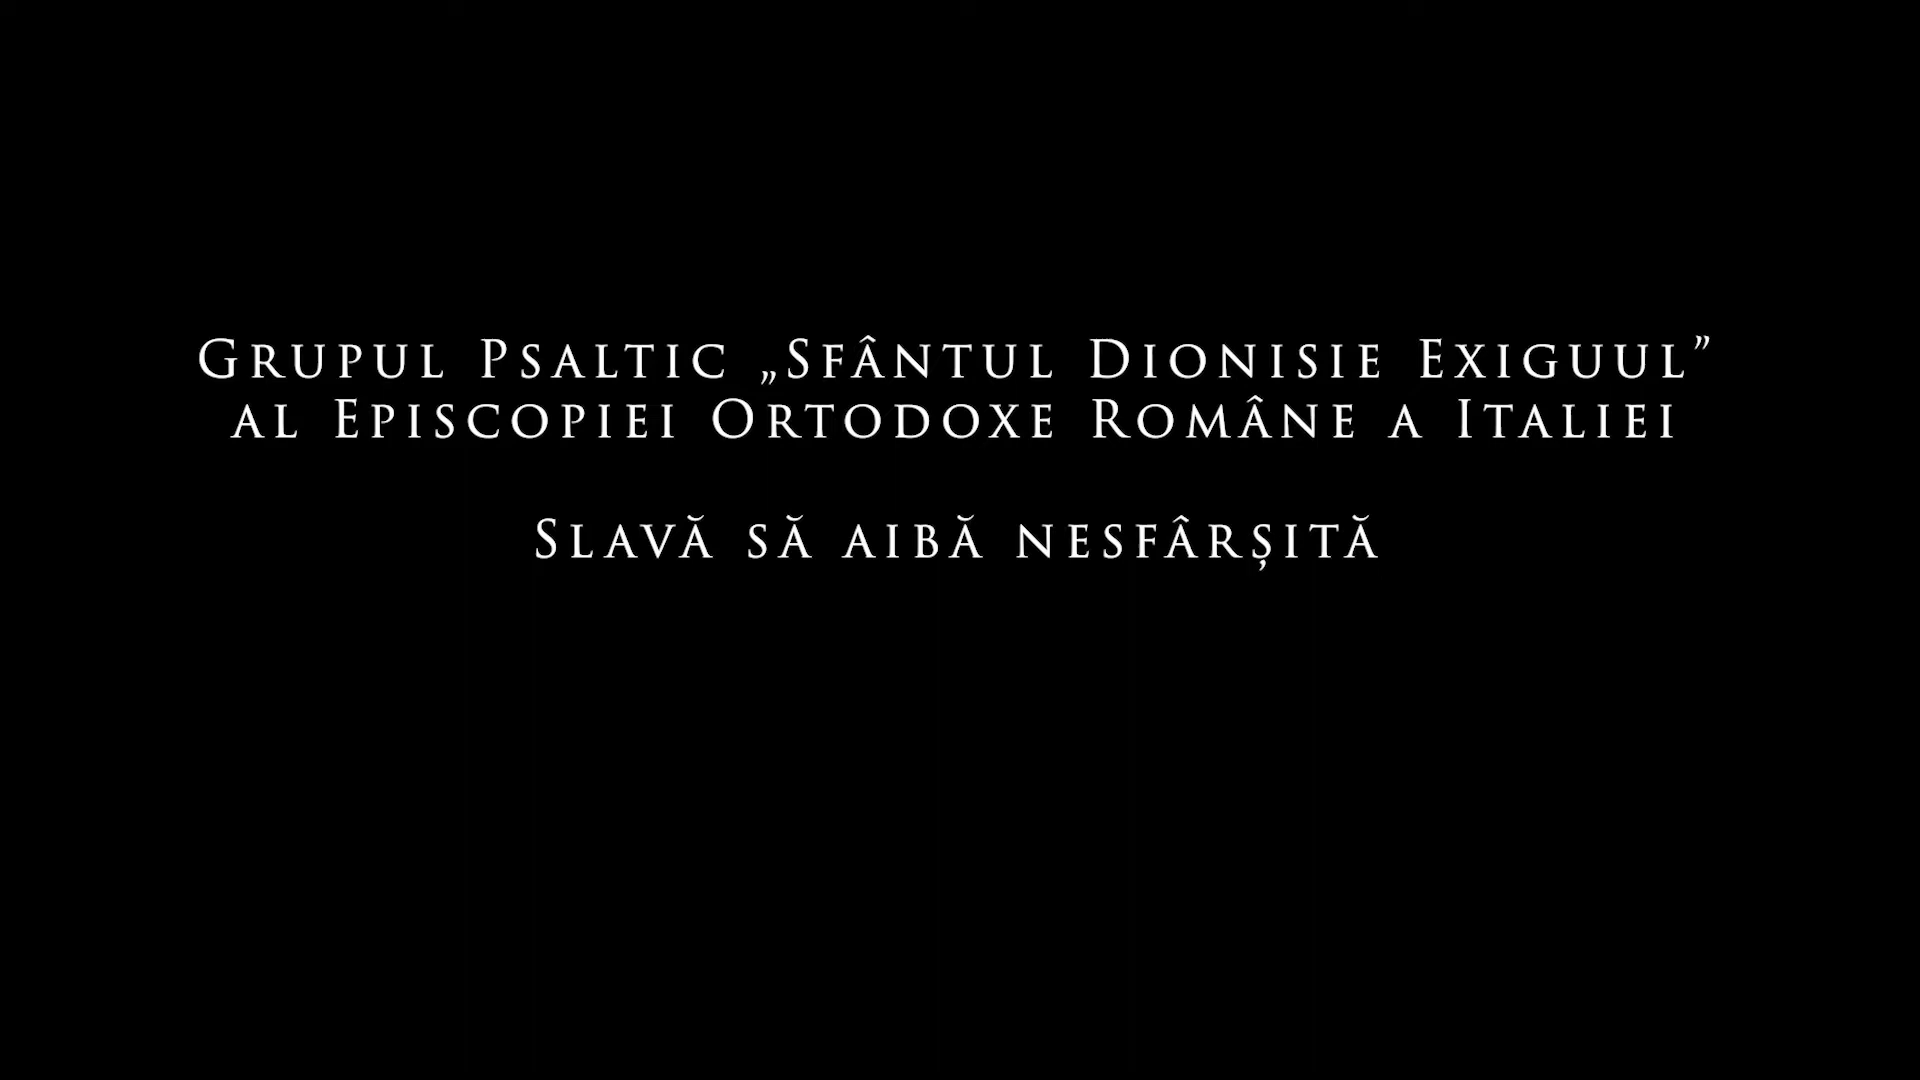 Grupul Psaltic „Sfântul Dionisie Exiguul”
al Episcopiei Ortodoxe Române a Italiei
Slavă să aibă nesfârșită